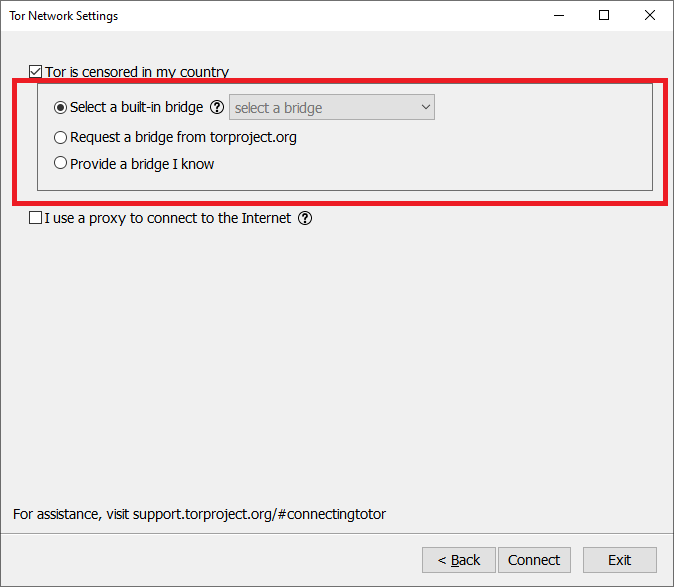 Tor Network Settings
Tor is censored in my country
Select a built-in bridge ? select a bridge
Request a bridge from torproject.org
Provide a bridge I know
I use a proxy to connect to the Internet ?
For assistance, visit support.torproject.org/#connectingtotor
< Back Connect Exit